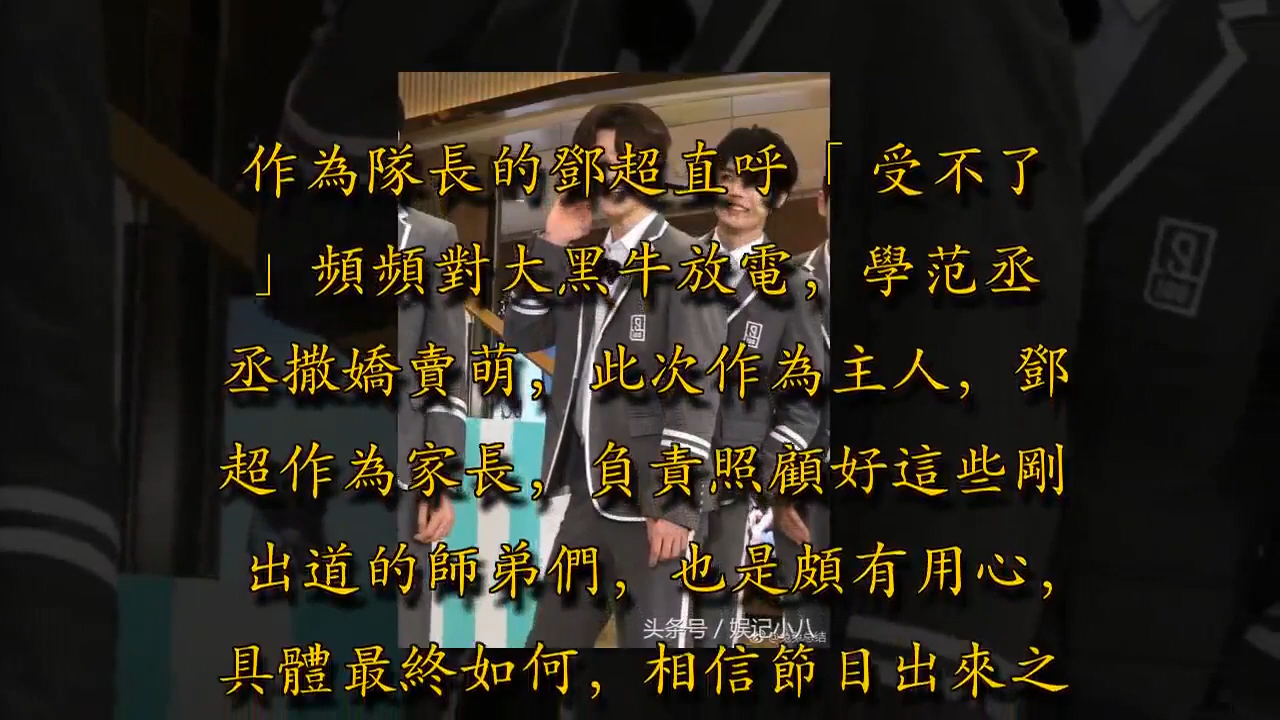 作為隊長的鄧超直呼「 受不了
」頻頻對大黑牛放電，學范丞
丞撒嬌賣萌，此次作為主人，鄧
超作為家長，負責照顧好這些剛
出道的師弟們，也是頗有用心，
头条号 / 娱记小八
具體最終如何，相信節目出來之